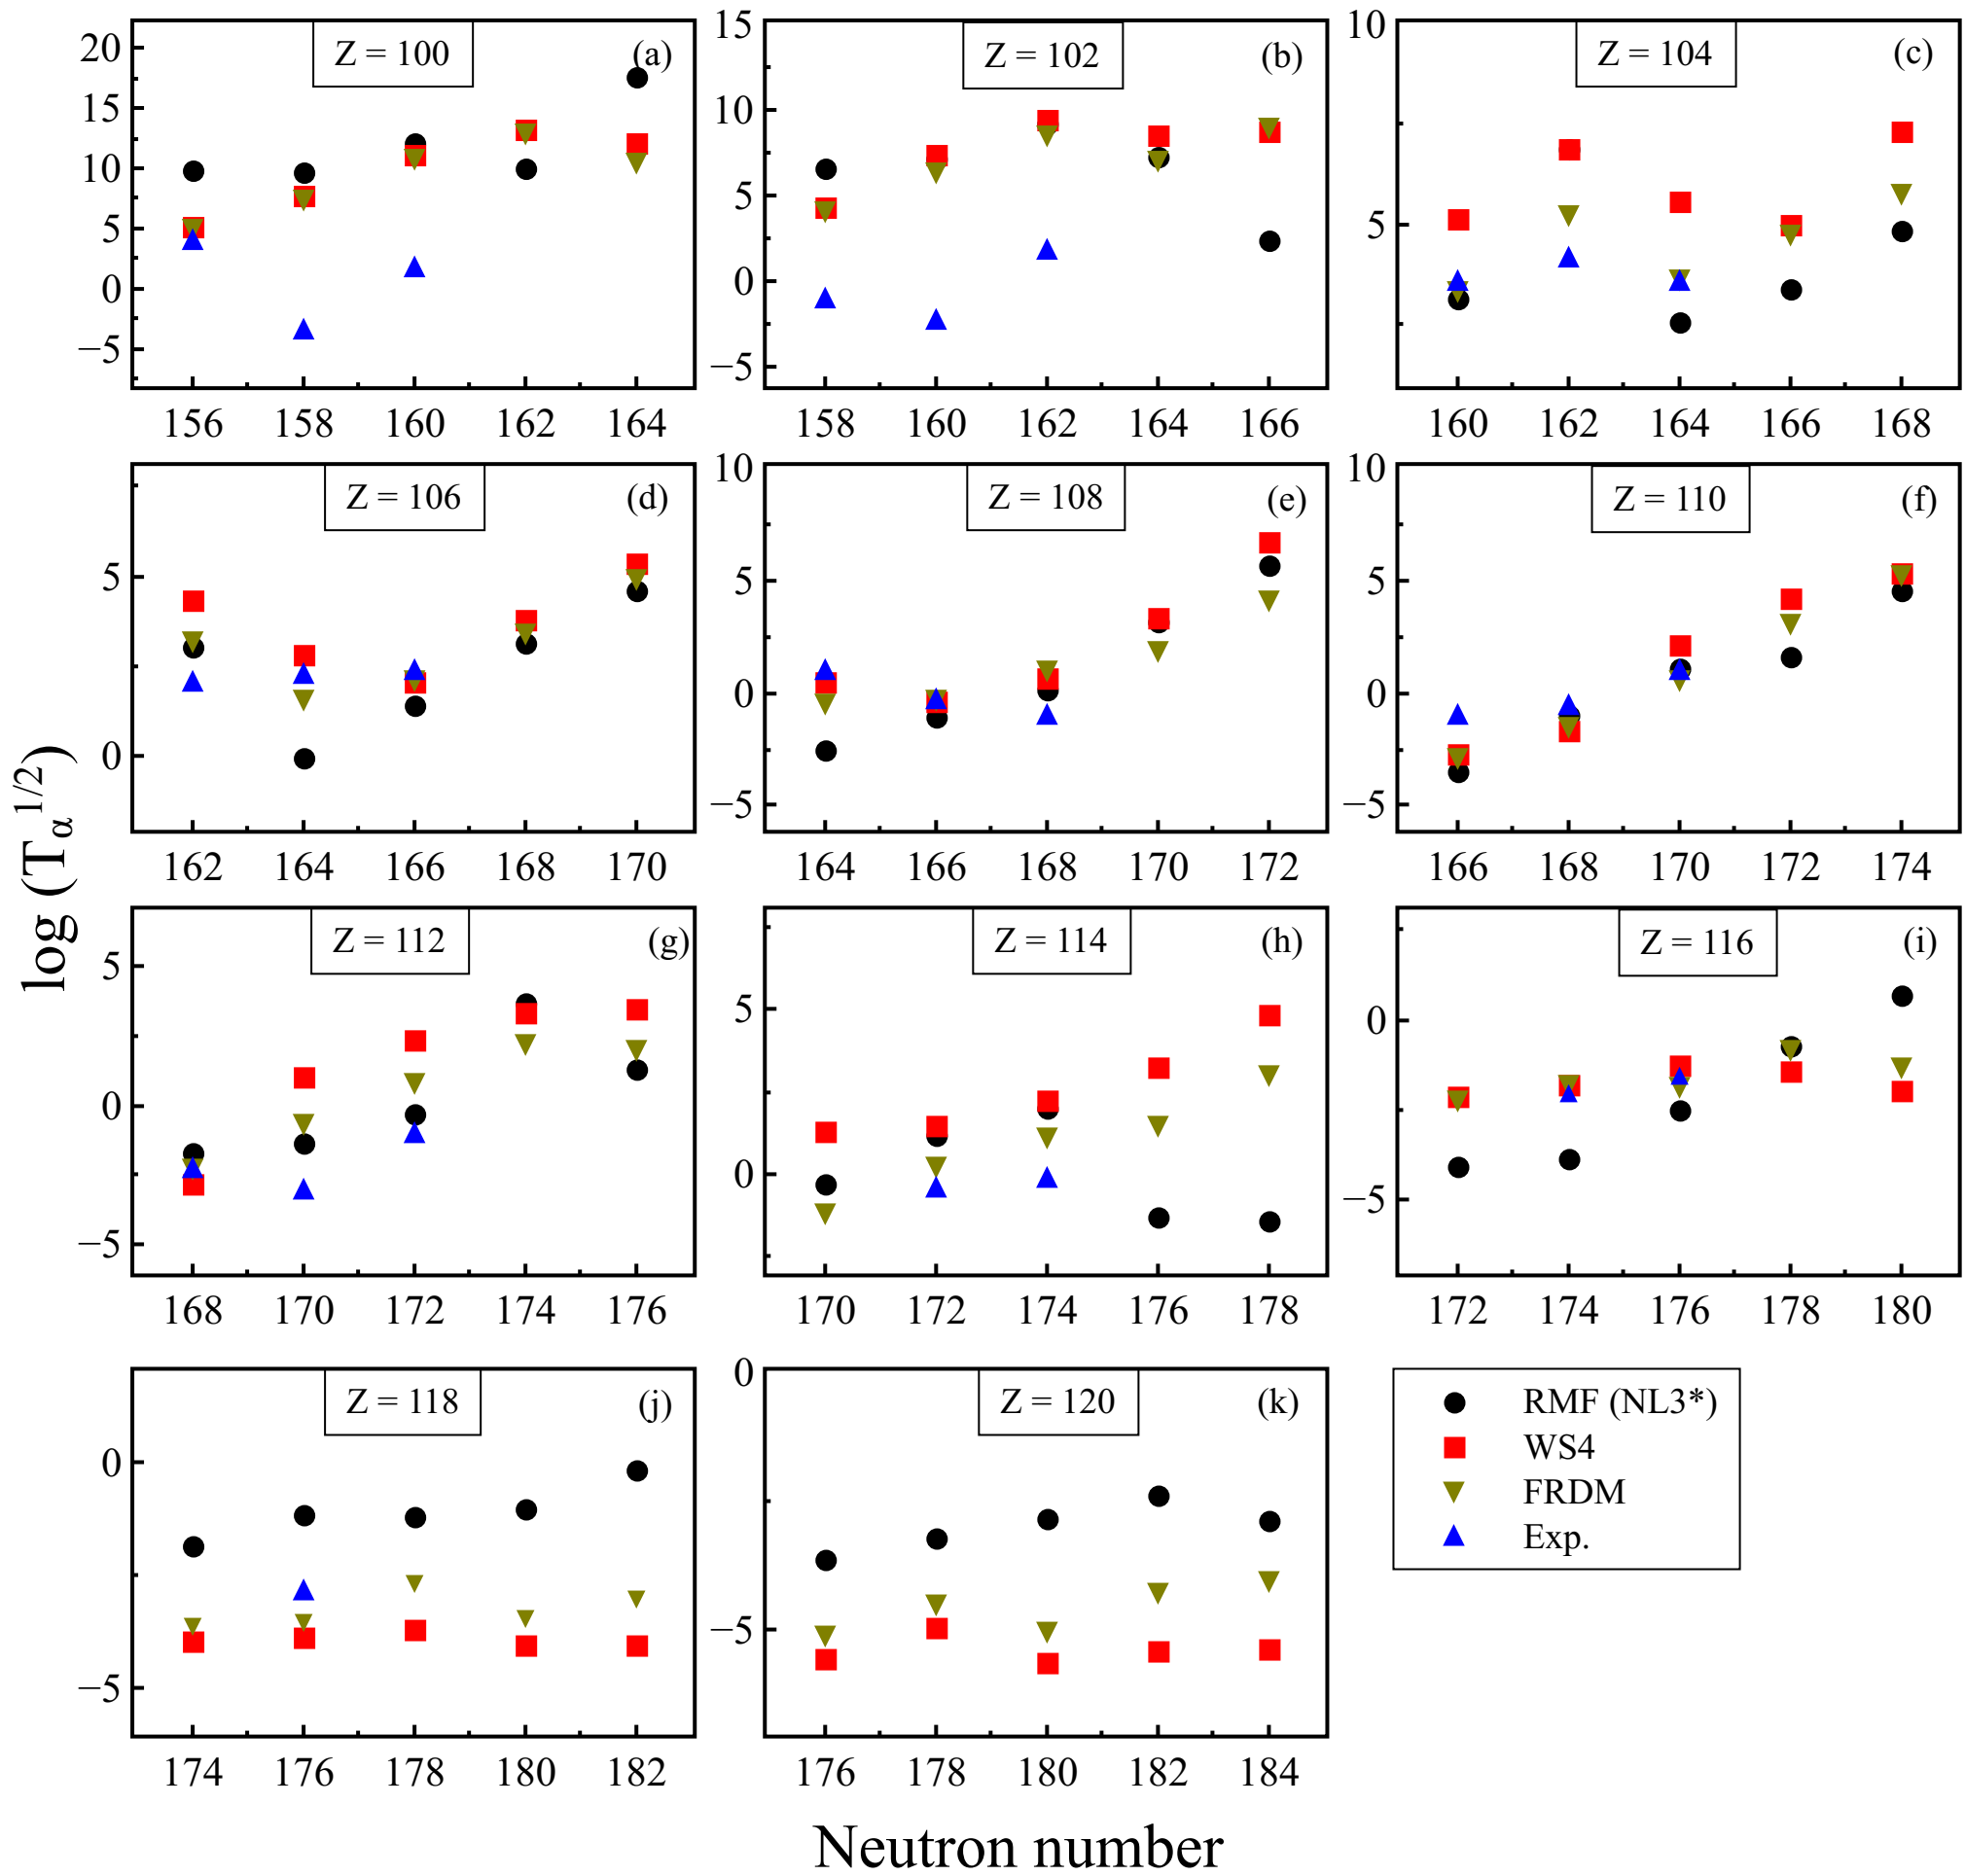 Z = 100
(a)
20
15
10
5
0
−5
156 158 160 162 164
Z = 102
(b)
15
10
5
0
−5
158 160 162 164 166
Z = 104
(c)
10
5
160 162 164 166 168
Z = 106
(d)
5
0
162 164 166 168 170
Z = 108
(e)
10
5
0
−5
164 166 168 170 172
Z = 110
(f)
10
5
0
−5
166 168 170 172 174
log (Tα 1/2)
Z = 112
(g)
5
0
−5
168 170 172 174 176
Z = 114
(h)
5
0
170 172 174 176 178
Z = 116
(i)
0
−5
172 174 176 178 180
Z = 118
(j)
0
−5
174 176 178 180 182
Z = 120
(k)
0
−5
176 178 180 182 184
RMF (NL3*)
WS4
FRDM
Exp.
Neutron number